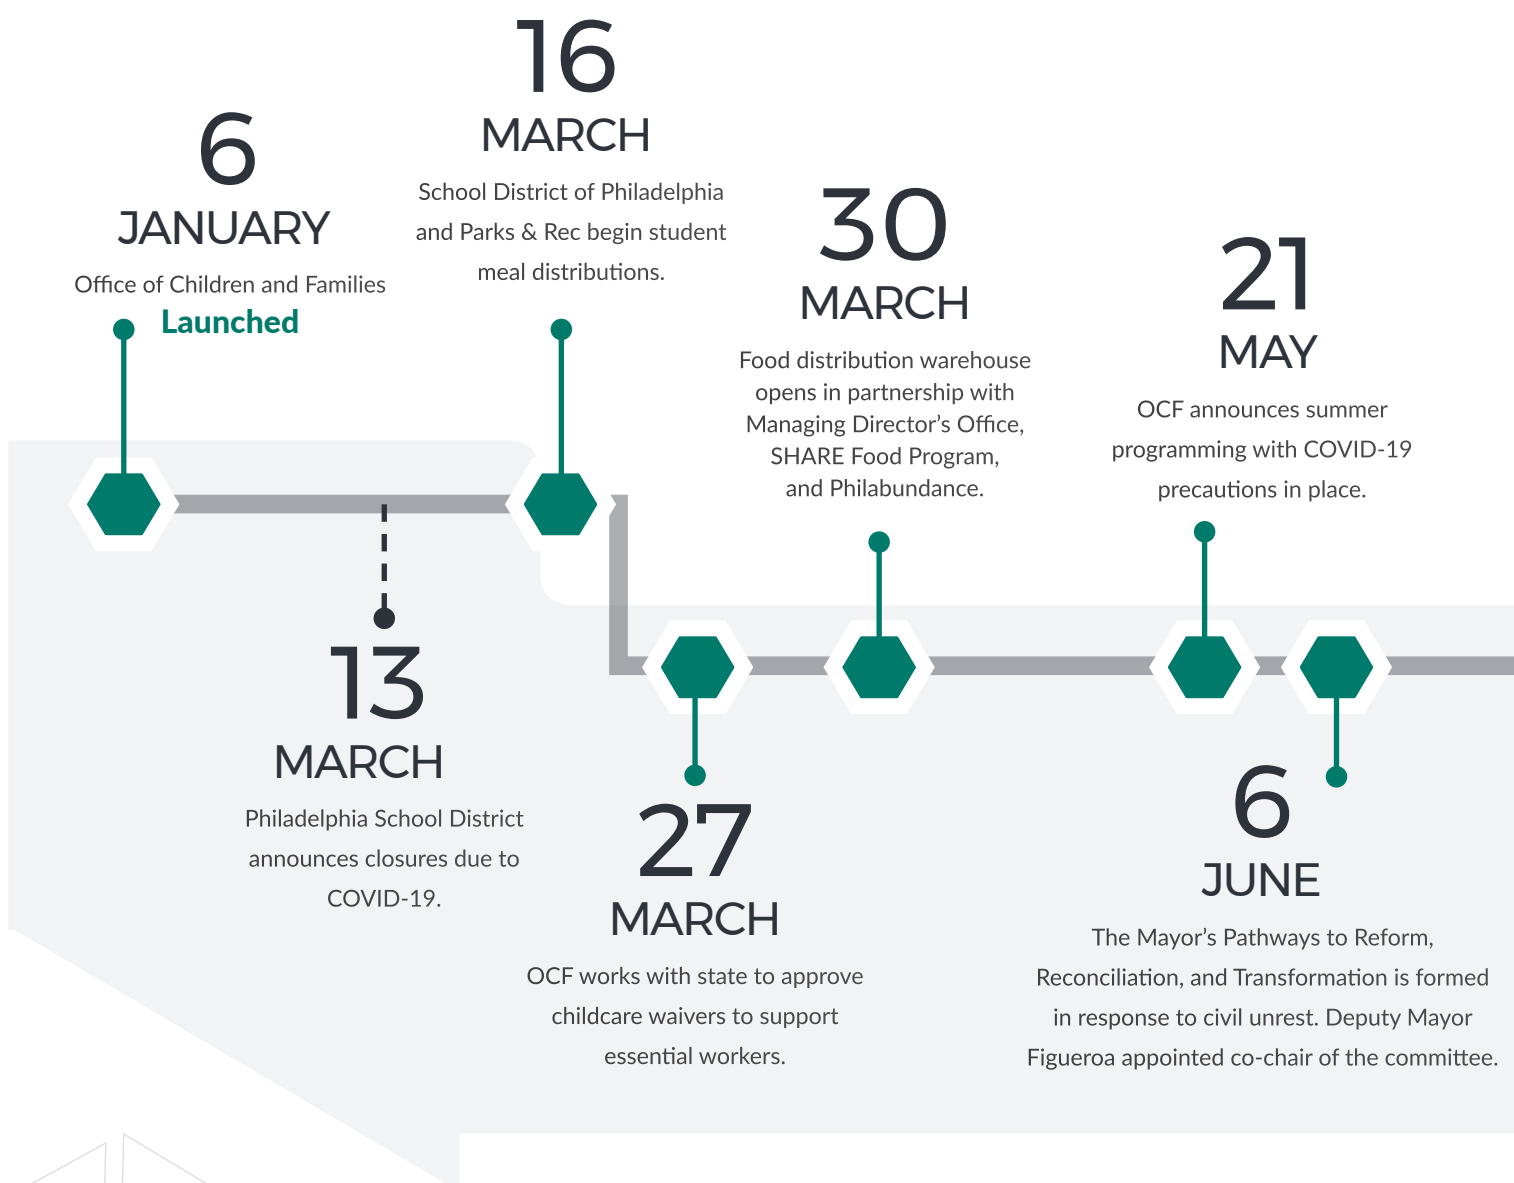 6
JANUARY
Office of Children and Families
Launched
13
MARCH
Philadelphia School District
announces closures due to
COVID-19.
16
MARCH
School District of Philadelphia
and Parks & Rec begin student
meal distributions.
27
MARCH
OCF works with state to approve
childcare waivers to support
essential workers.
30
MARCH
Food distribution warehouse
opens in partnership with
Managing Director’s Office,
SHARE Food Program,
and Philabundance.
21
MAY
OCF announces summer
programming with COVID-19
precautions in place.
6
JUNE
The Mayor’s Pathways to Reform,
Reconciliation, and Transformation is formed
in response to civil unrest. Deputy Mayor
Figueroa appointed co-chair of the committee.